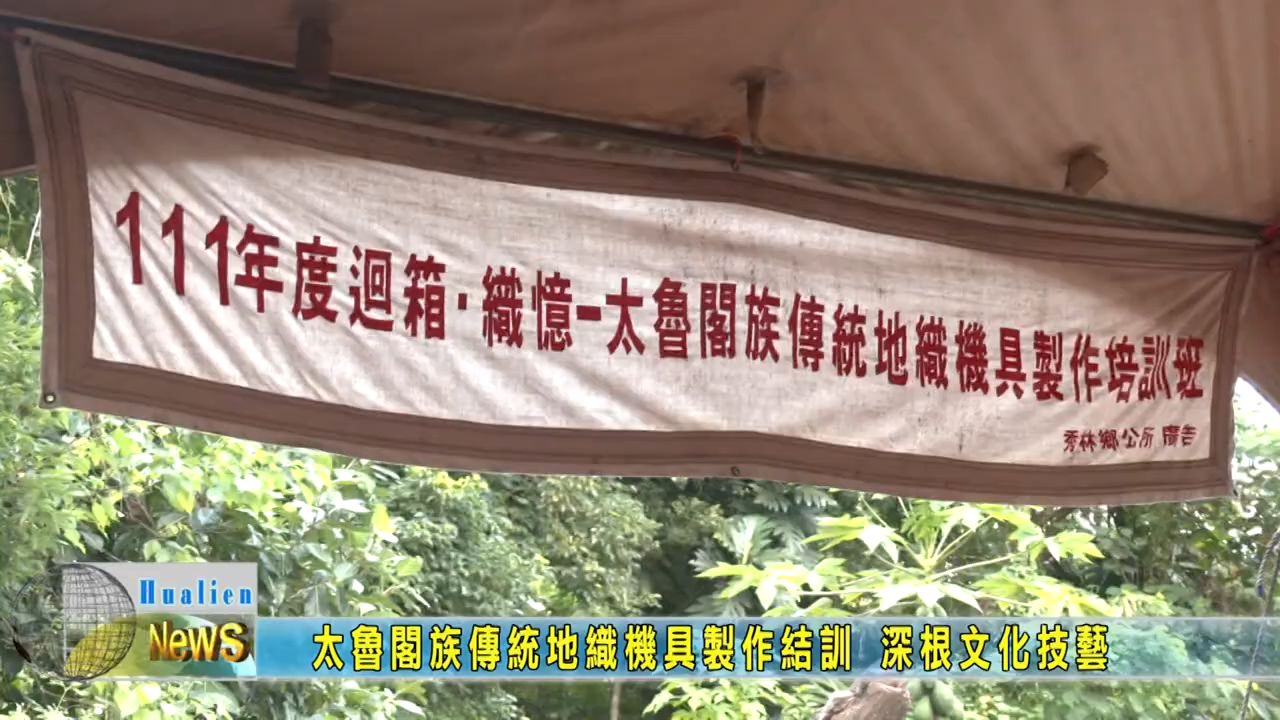 111年度迴箱·織憶-太魯閣族傳統地織機具製作培訓班
秀林鄉公所 廣告
Hualien
NewS
太魯閣族傳統地織機具製作結訓 深根文化技藝